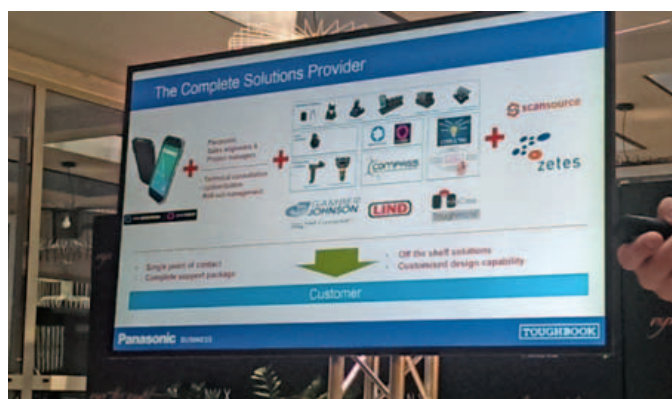 The Complete Solutions Provider
Panasonic
Sales engineers &
Project managers
Technical consultation
Roll-out management
COMPASS
GAMBER
JOHNSON
LIND
scansource
zetes
Single point of contact
Complete support package
Off the shelf solutions
Customount design capability
Customer
Panasonic BUSINESS
TOUGHBOOK